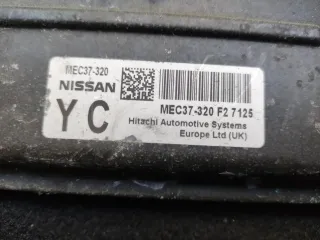 MEC37-320
NISSAN
YC
MEC37-320 F2 7125
Hitachi Automotive Systems
Europe Ltd (UK)